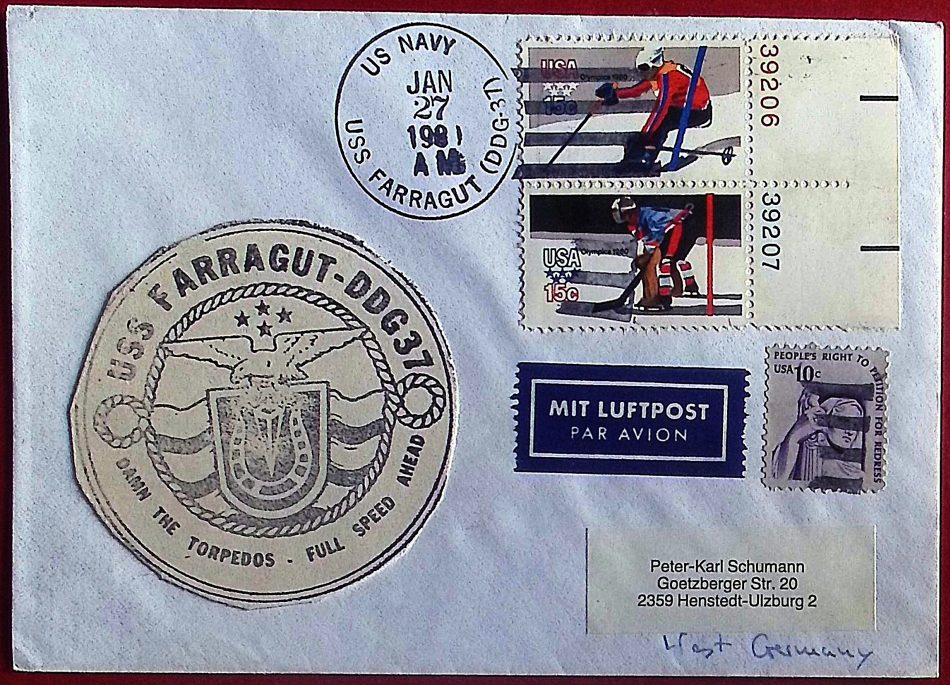 US NAVY
JAN
27
1981
AM
USS FARRAGUT (DDG-37)
USA
Olympics 1980
15c
39206
USA
Olympics 1980
15c
39207
USS FARRAGUT-DDG37
DAMN THE TORPEDOS - FULL SPEED AHEAD
MIT LUFTPOST
PAR AVION
PEOPLE'S RIGHT TO PETITION FOR REDRESS
USA 10c
Peter-Karl Schumann
Goetzberger Str. 20
2359 Henstedt-Ulzburg 2
West Germany